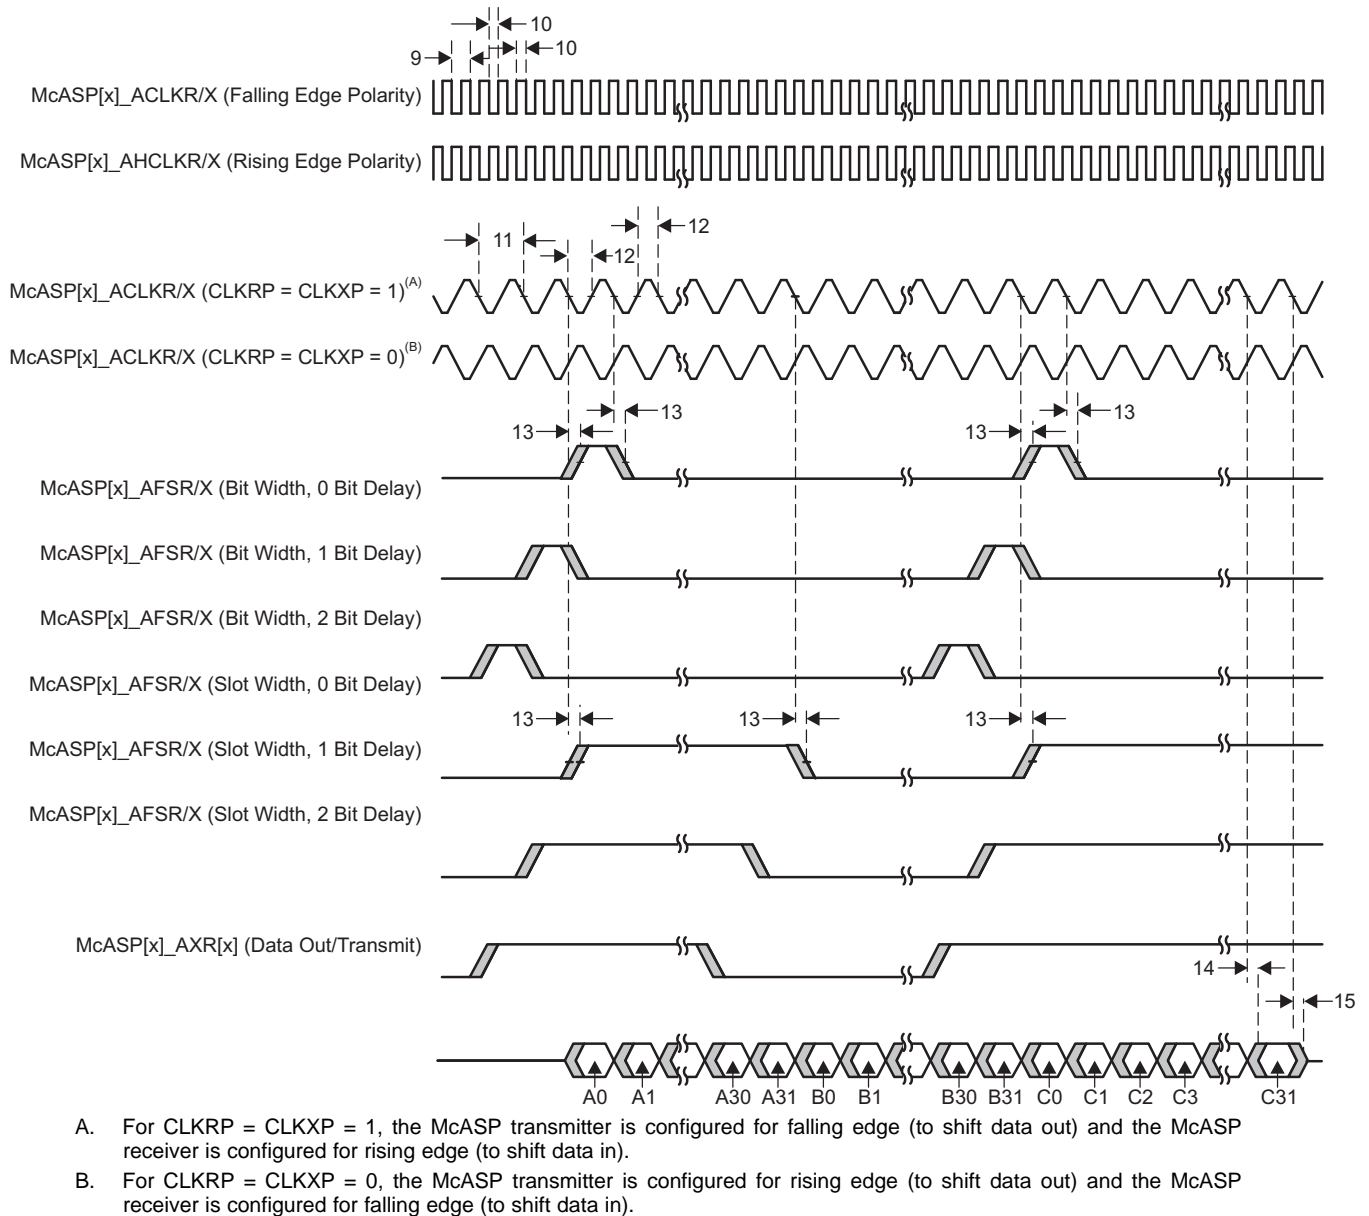 10
10
9
McASP[x]_ACLKR/X (Falling Edge Polarity)
McASP[x]_AHCLKR/X (Rising Edge Polarity)
12
11
12
McASP[x]_ACLKR/X (CLKRP = CLKXP = 1)(A)
McASP[x]_ACLKR/X (CLKRP = CLKXP = 0)(B)
13 13
13 13
McASP[x]_AFSR/X (Bit Width, 0 Bit Delay)
McASP[x]_AFSR/X (Bit Width, 1 Bit Delay)
McASP[x]_AFSR/X (Bit Width, 2 Bit Delay)
McASP[x]_AFSR/X (Slot Width, 0 Bit Delay)
13 13 13
McASP[x]_AFSR/X (Slot Width, 1 Bit Delay)
McASP[x]_AFSR/X (Slot Width, 2 Bit Delay)
McASP[x]_AXR[x] (Data Out/Transmit)
14
15
A0 A1 A30 A31 B0 B1 B30 B31 C0 C1 C2 C3 C31
A. For CLKRP = CLKXP = 1, the McASP transmitter is configured for falling edge (to shift data out) and the McASP
receiver is configured for rising edge (to shift data in).
B. For CLKRP = CLKXP = 0, the McASP transmitter is configured for rising edge (to shift data out) and the McASP
receiver is configured for falling edge (to shift data in).